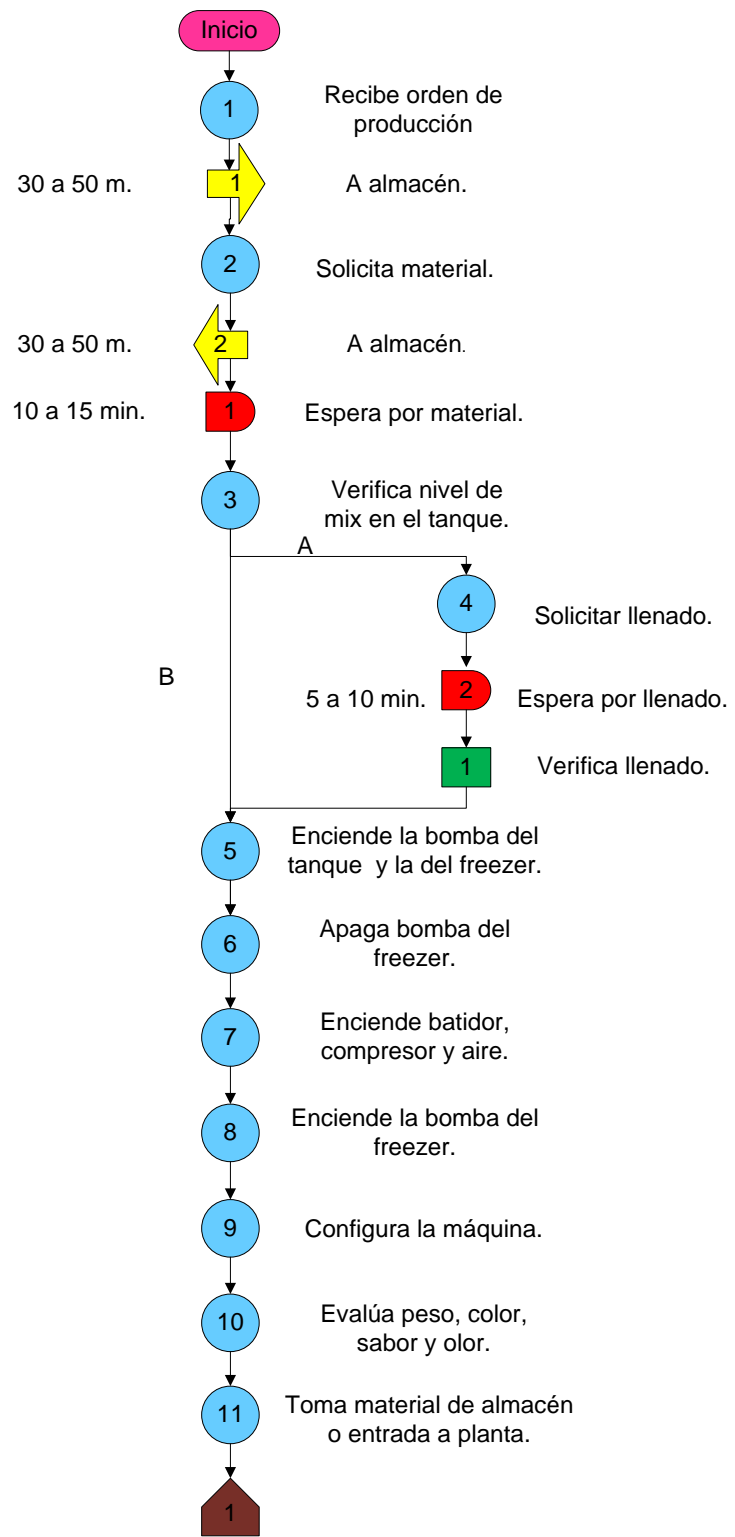 Inicio
1
Recibe orden de
producción
30 a 50 m.
1
A almacén.
2
Solicita material.
30 a 50 m.
2
A almacén.
10 a 15 min.
1
Espera por material.
3
Verifica nivel de
mix en el tanque.
A
4
Solicitar llenado.
B
5 a 10 min.
2
Espera por llenado.
1
Verifica llenado.
5
Enciende la bomba del
tanque y la del freezer.
6
Apaga bomba del
freezer.
7
Enciende batidor,
compresor y aire.
8
Enciende la bomba del
freezer.
9
Configura la máquina.
10
Evalúa peso, color,
sabor y olor.
11
Toma material de almacén
o entrada a planta.
1